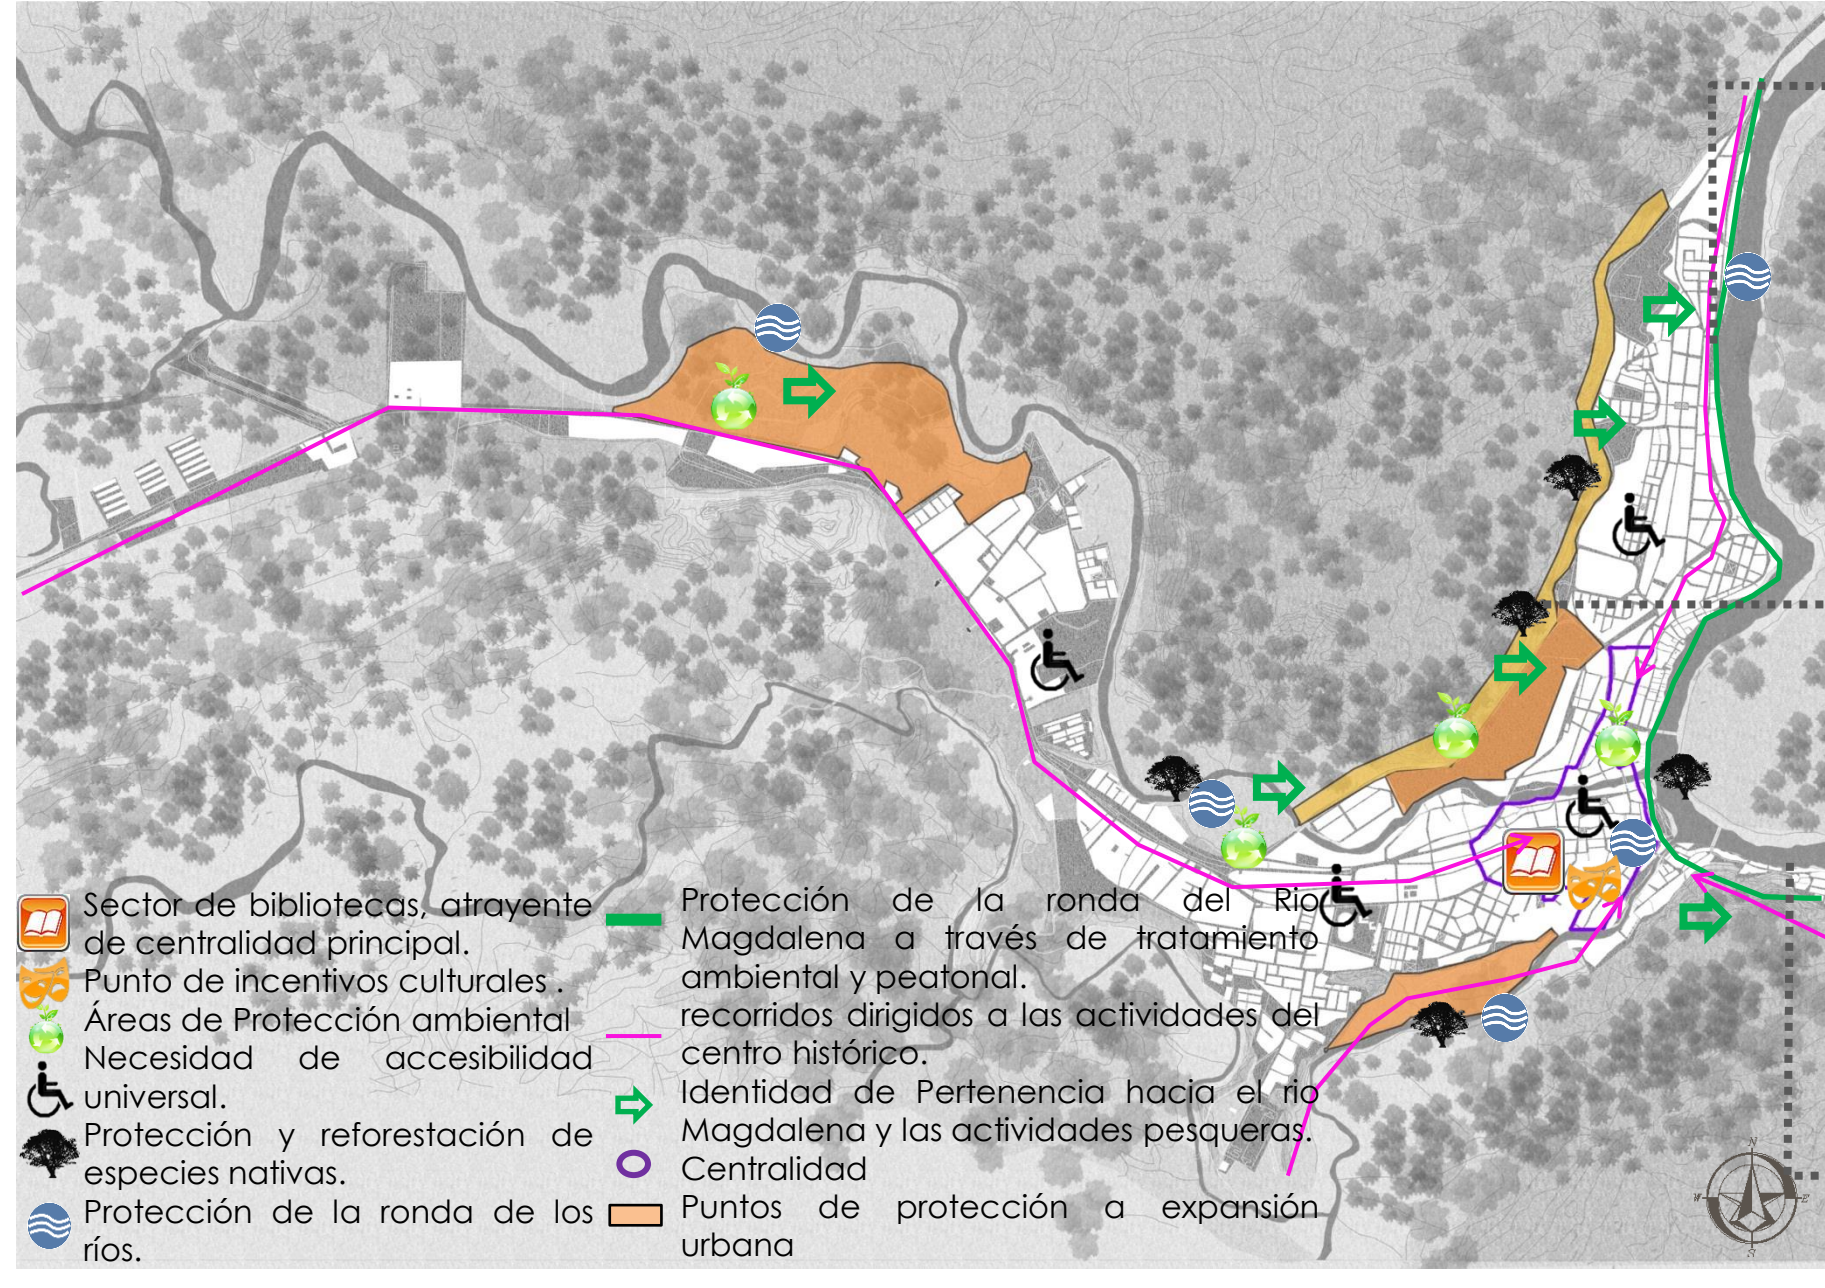 Sector de bibliotecas, atrayente
de centralidad principal.
Punto de incentivos culturales .
Áreas de Protección ambiental
Necesidad de accesibilidad
universal.
Protección y reforestación de
especies nativas.
Protección de la ronda de los
ríos.
Protección de la ronda del Rio
Magdalena a través de tratamiento
ambiental y peatonal.
recorridos dirigidos a las actividades del
centro histórico.
Identidad de Pertenencia hacia el rio
Magdalena y las actividades pesqueras.
Centralidad
Puntos de protección a expansión
urbana
N
W
E
S